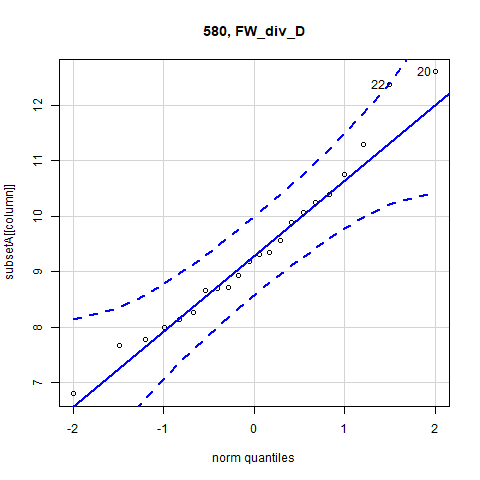 580, FW_div_D
20
22
12
11
10
9
8
7
subsetA[[column]]
-2 -1 0 1 2
norm quantiles